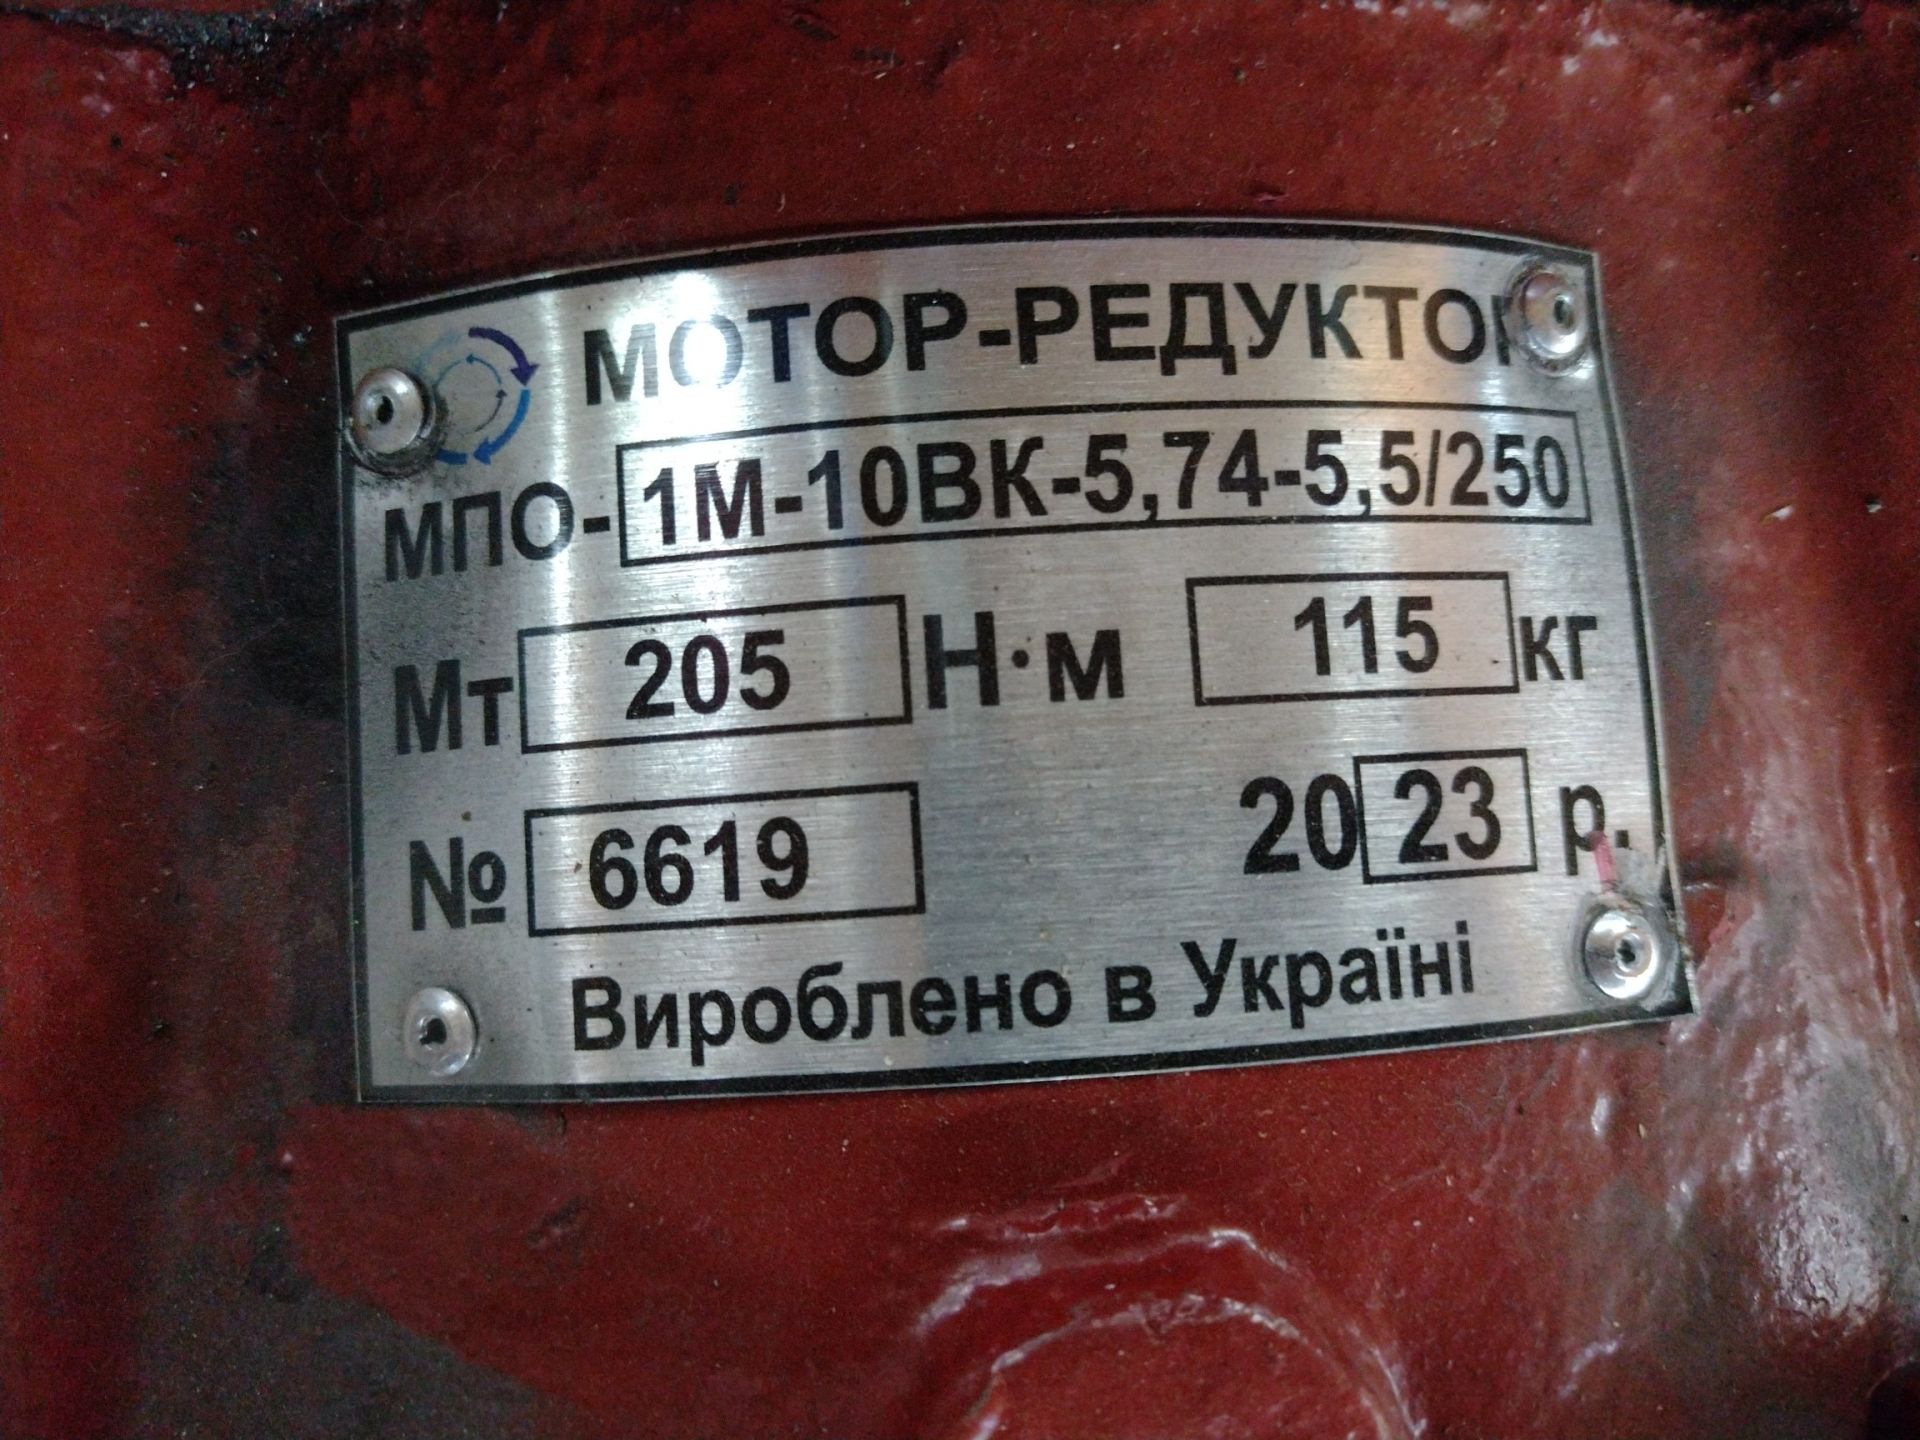 МОТОР-РЕДУКТОР
МПО-1М-10ВК-5,74-5,5/250
Мт 205 Н·м 115 кг
№ 6619 2023 р.
Вироблено в Україні